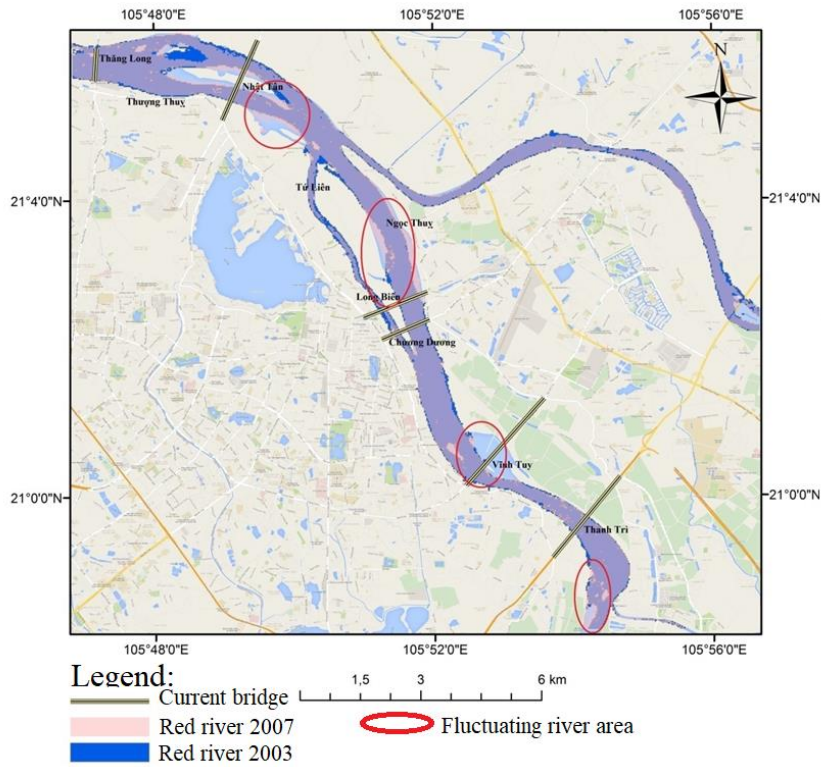 105°48'0"E 105°52'0"E 105°56'0"E
N
Thăng Long
Nhật Tân
Thượng Thuỵ
21°4'0"N 21°4'0"N
Tứ Liên
Ngọc Thuỵ
Long Biên
Chương Dương
Vĩnh Tuy
21°0'0"N 21°0'0"N
Thanh Trì
105°48'0"E 105°52'0"E 105°56'0"E
Legend:
Current bridge
1,5 3 6 km
Red river 2007
Fluctuating river area
Red river 2003